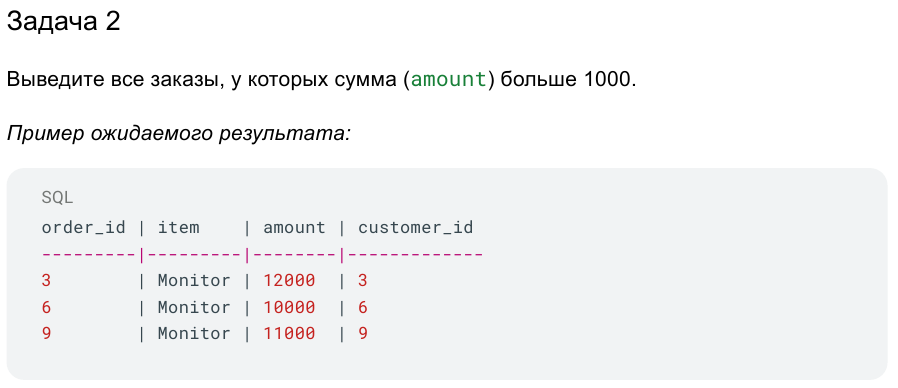 Задача 2
Выведите все заказы, у которых сумма (amount) больше 1000.
Пример ожидаемого результата:
SQL
order_id | item    | amount | customer_id
---------|---------|--------|-------------
3        | Monitor | 12000  | 3
6        | Monitor | 10000  | 6
9        | Monitor | 11000  | 9